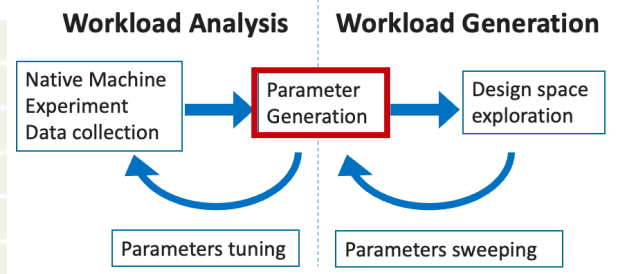 Workload Analysis
Workload Generation
Native Machine
Experiment
Data collection
Parameter
Generation
Design space
exploration
Parameters tuning
Parameters sweeping